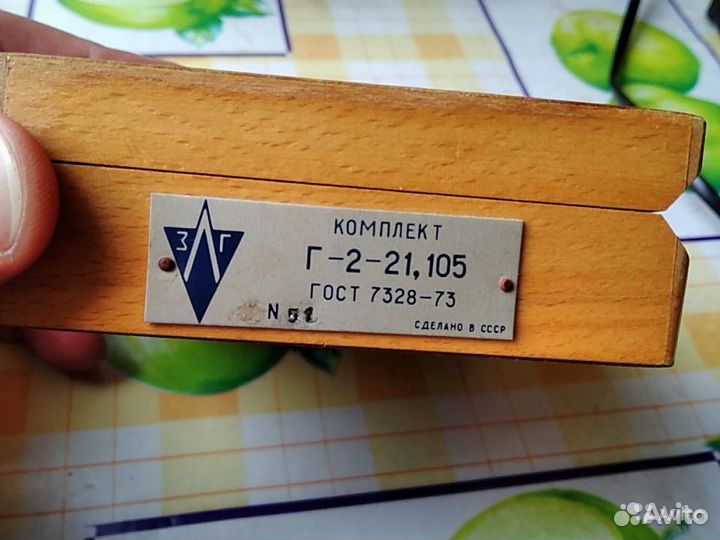 ЗЛГ
КОМПЛЕКТ
Г-2-21,105
ГОСТ 7328-73
N 51
СДЕЛАНО В СССР
Avito